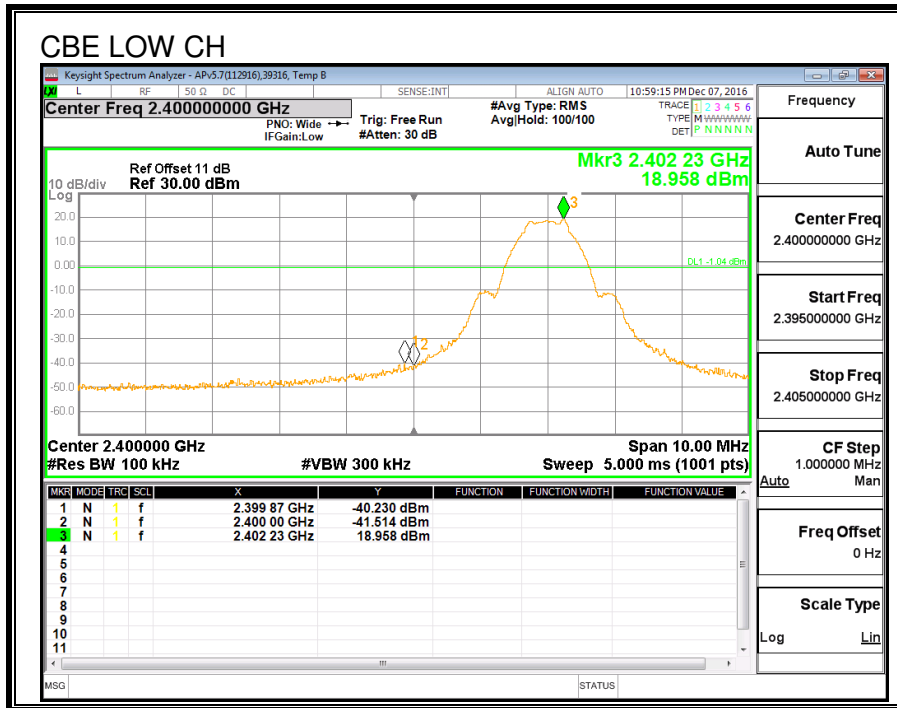 CBE LOW CH
Keysight Spectrum Analyzer - APv5.7(112916),39316, Temp B
LXI L RF 50 Ω DC SENSE:INT ALIGN AUTO 10:59:15 PM Dec 07, 2016
Center Freq 2.400000000 GHz
PNO: Wide
IFGain:Low
Trig: Free Run
#Atten: 30 dB
#Avg Type: RMS
Avg|Hold: 100/100
TRACE 1 2 3 4 5 6
TYPE M WWWWW
DET P N N N N N
Mkr3 2.402 23 GHz
18.958 dBm
Ref Offset 11 dB
Ref 30.00 dBm
10 dB/div
Log
3
20.0
10.0
0.00
DL1 -1.04 dBm
-10.0
-20.0
-30.0
1 2
-40.0
-50.0
-60.0
Center 2.400000 GHz Span 10.00 MHz
#Res BW 100 kHz #VBW 300 kHz Sweep 5.000 ms (1001 pts)
MKR MODE TRC SCL X Y FUNCTION FUNCTION WIDTH FUNCTION VALUE
1 N 1 f 2.399 87 GHz -40.230 dBm
2 N 1 f 2.400 00 GHz -41.514 dBm
3 N 1 f 2.402 23 GHz 18.958 dBm
4
5
6
7
8
9
10
11
MSG STATUS
Frequency
Auto Tune
Center Freq
2.400000000 GHz
Start Freq
2.395000000 GHz
Stop Freq
2.405000000 GHz
CF Step
1.000000 MHz
Auto Man
Freq Offset
0 Hz
Scale Type
Log Lin